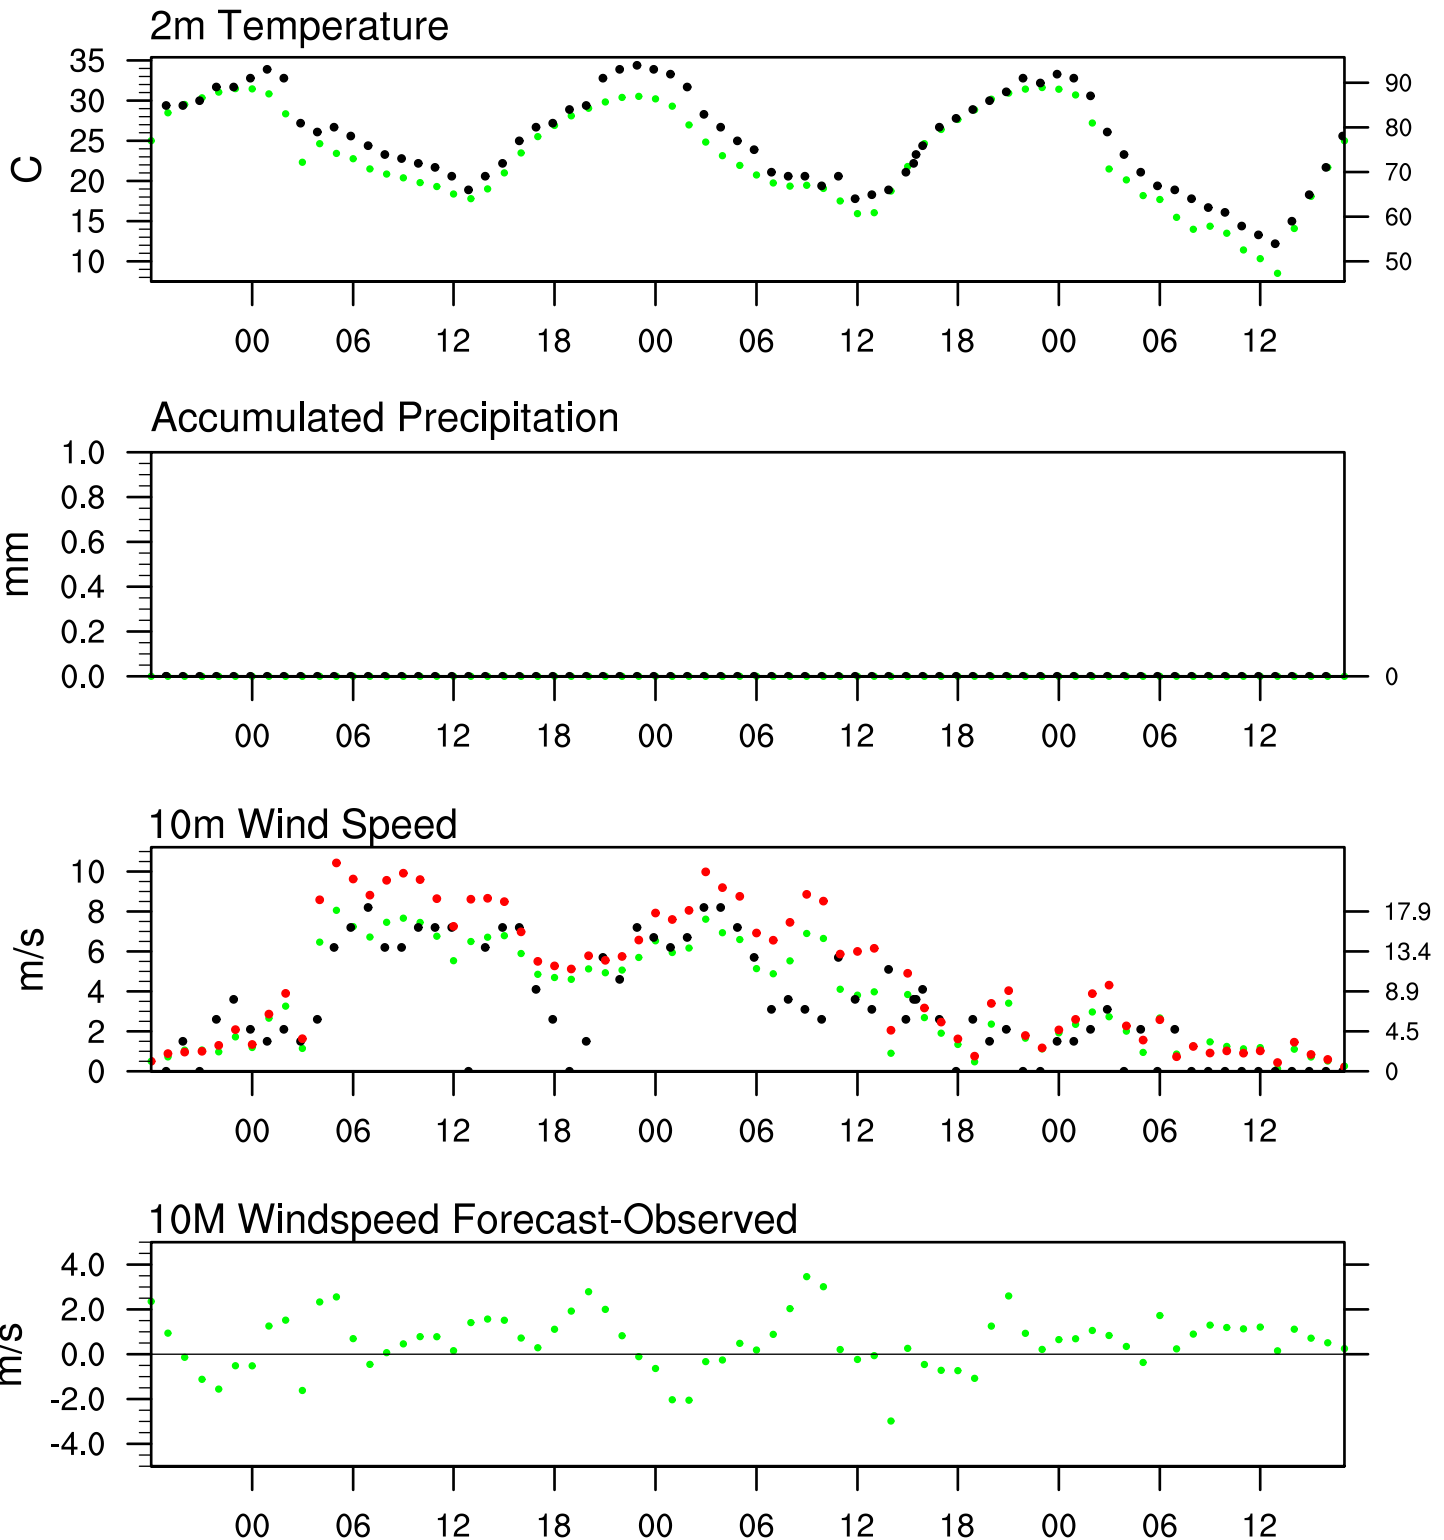 2m Temperature
35
30
25
20
15
10
C
90
80
70
60
50
00 06 12 18 00 06 12 18 00 06 12
Accumulated Precipitation
1.0
0.8
0.6
0.4
0.2
0.0
mm
0
00 06 12 18 00 06 12 18 00 06 12
10m Wind Speed
10
8
6
4
2
0
m/s
17.9
13.4
8.9
4.5
0
00 06 12 18 00 06 12 18 00 06 12
10M Windspeed Forecast-Observed
4.0
2.0
0.0
-2.0
-4.0
m/s
00 06 12 18 00 06 12 18 00 06 12